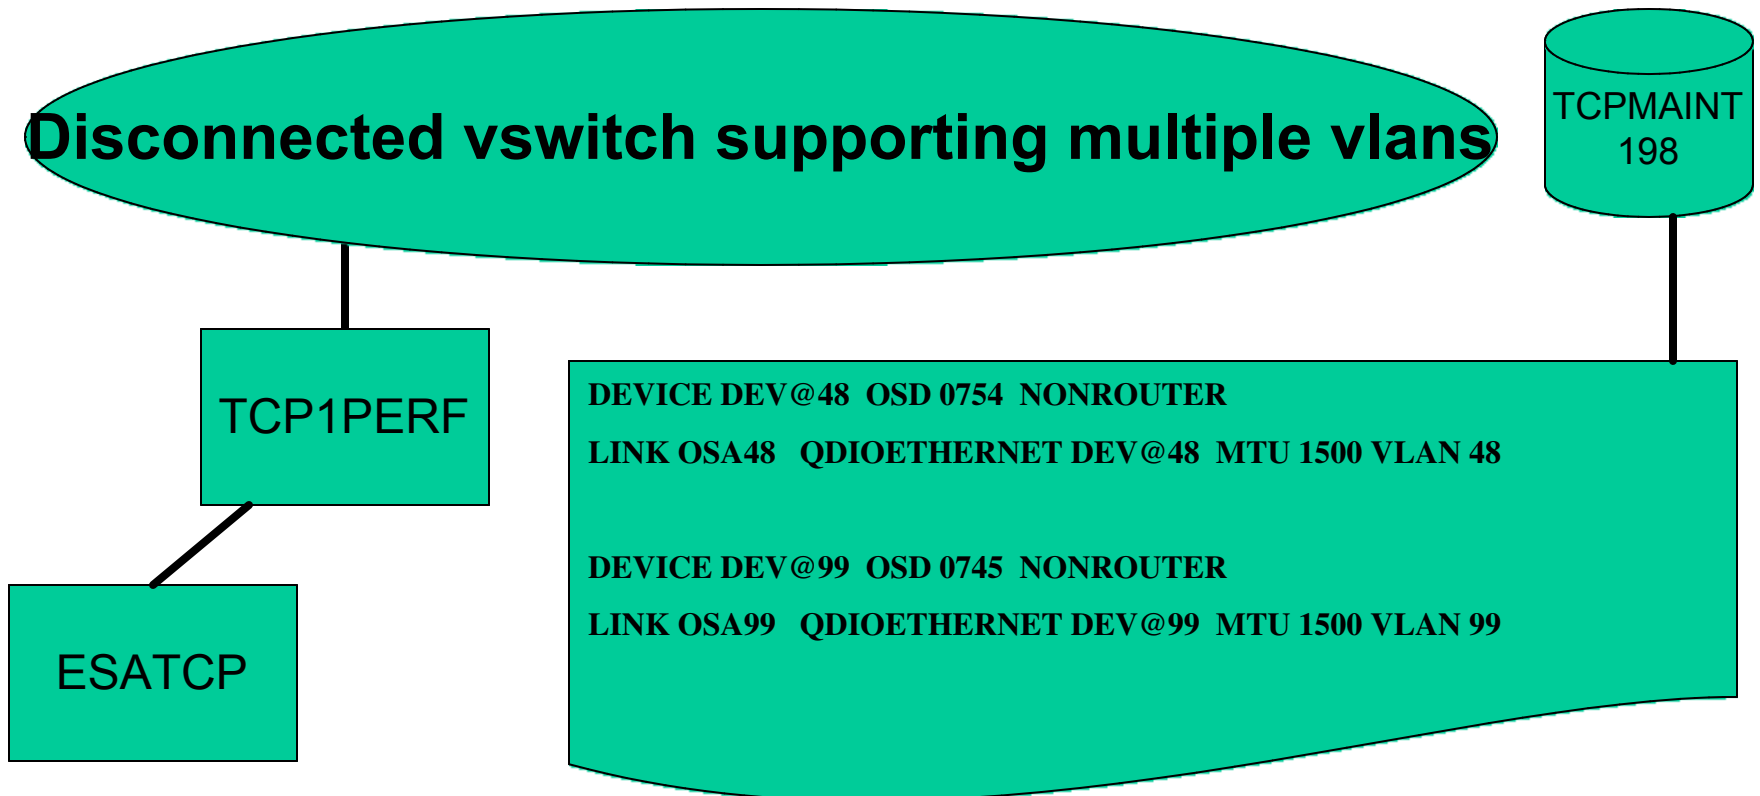 Disconnected vswitch supporting multiple vlans
TCPMAINT
198
TCP1PERF
DEVICE DEV@48 OSD 0754 NONROUTER
LINK OSA48 QDIOETHERNET DEV@48 MTU 1500 VLAN 48
DEVICE DEV@99 OSD 0745 NONROUTER
LINK OSA99 QDIOETHERNET DEV@99 MTU 1500 VLAN 99
ESATCP